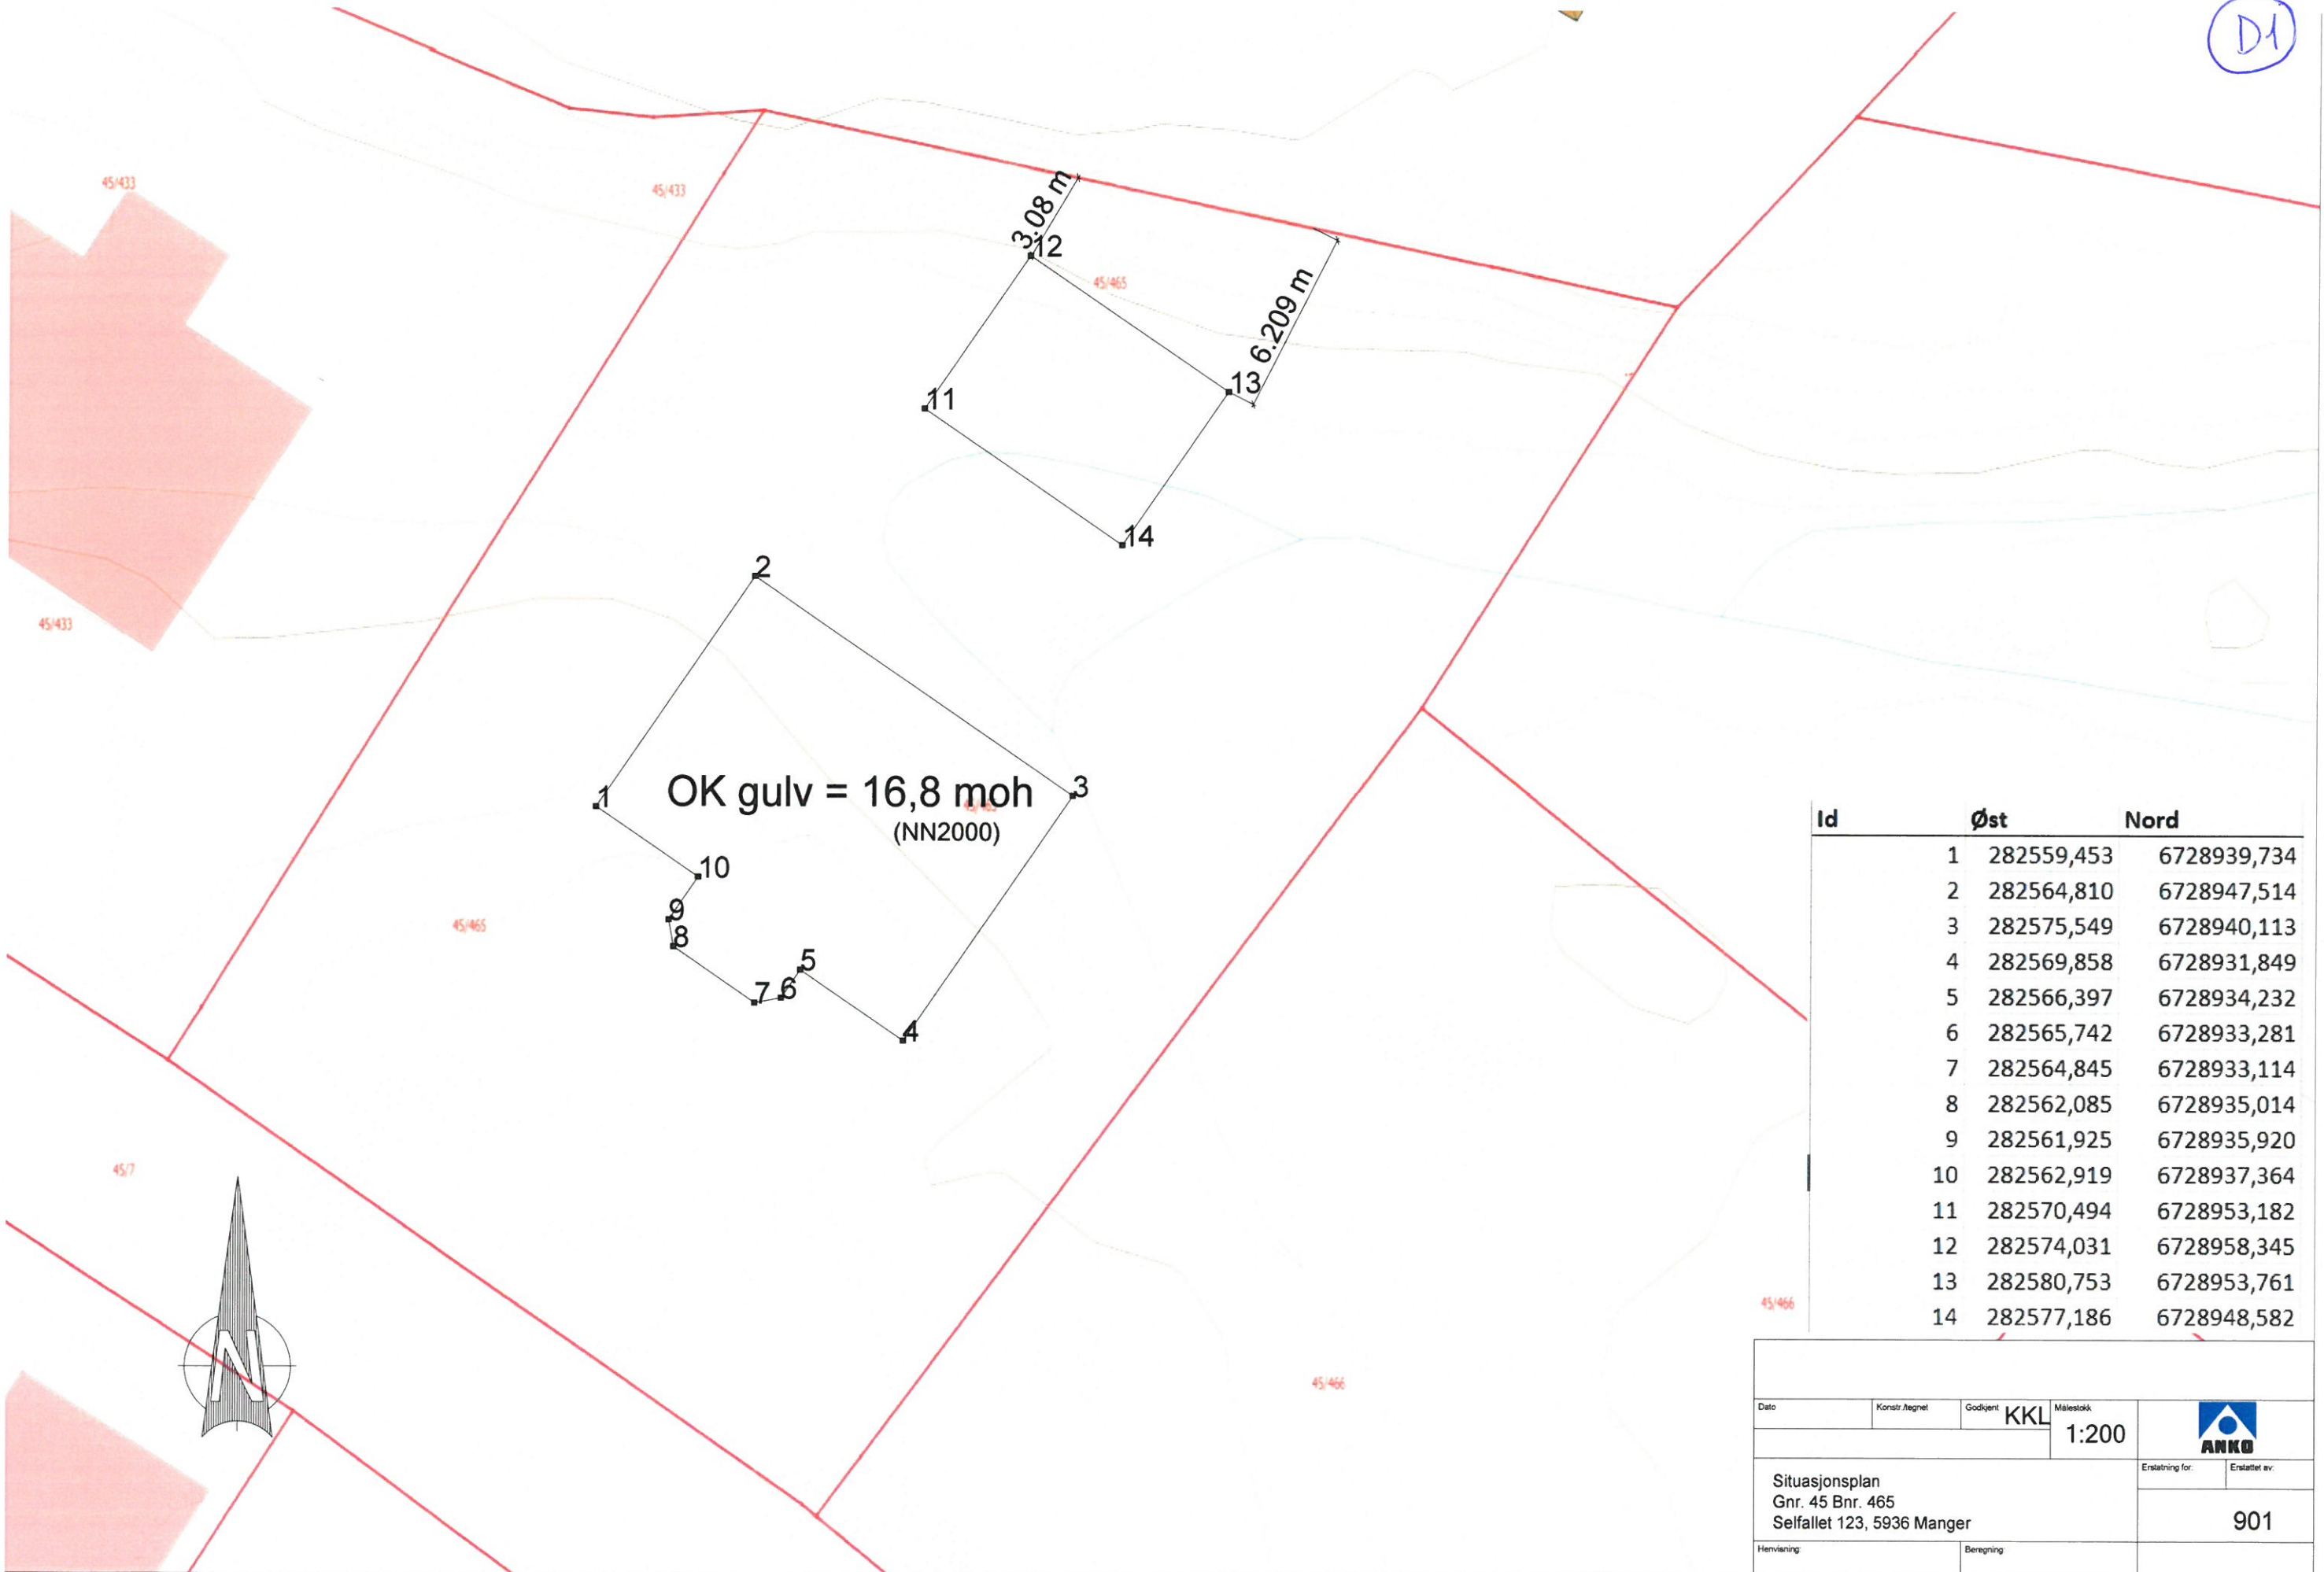 D1
45/433
45/433
3.08 m
12
45/465
6.209 m
13
11
14
2
45/433
1
OK gulv = 16,8 moh
3
(NN2000)
10
9
8
45/465
5
7 6
4
45/7
N
45/466
45/466
Id Øst Nord
1 282559,453 6728939,734
2 282564,810 6728947,514
3 282575,549 6728940,113
4 282569,858 6728931,849
5 282566,397 6728934,232
6 282565,742 6728933,281
7 282564,845 6728933,114
8 282562,085 6728935,014
9 282561,925 6728935,920
10 282562,919 6728937,364
11 282570,494 6728953,182
12 282574,031 6728958,345
13 282580,753 6728953,761
14 282577,186 6728948,582
Dato Konstr./tegnet Godkjent KKL Målestokk
1:200
ANKO
Erstatning for: Erstattet av:
Situasjonsplan
Gnr. 45 Bnr. 465
Selfallet 123, 5936 Manger
901
Henvisning: Beregning: